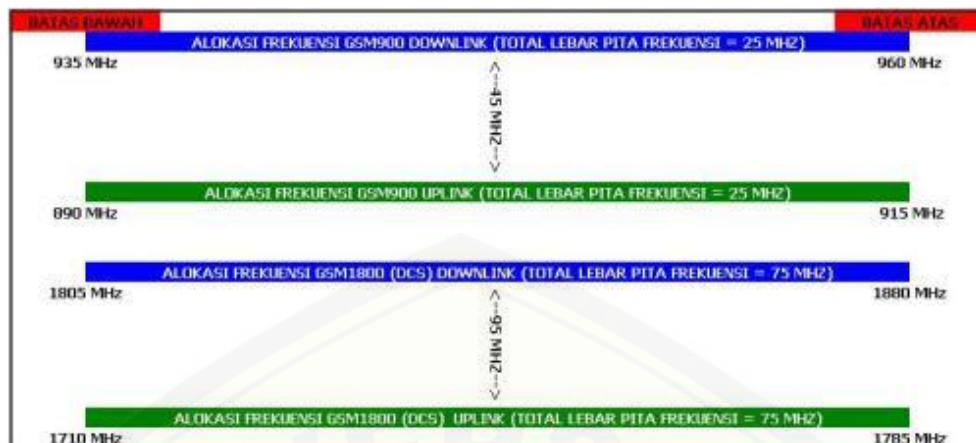 BATAS BAWAH BATAS ATAS
ALOKASI FREKUENSI GSM900 DOWNLINK (TOTAL LEBAR PITA FREKUENSI = 25 MHZ)
935 MHz 960 MHz
<---45 MHZ--->
ALOKASI FREKUENSI GSM900 UPLINK (TOTAL LEBAR PITA FREKUENSI = 25 MHZ)
890 MHz 915 MHz
ALOKASI FREKUENSI GSM1800 (DCS) DOWNLINK (TOTAL LEBAR PITA FREKUENSI = 75 MHZ)
1805 MHz 1880 MHz
<---95 MHZ--->
ALOKASI FREKUENSI GSM1800 (DCS) UPLINK (TOTAL LEBAR PITA FREKUENSI = 75 MHZ)
1710 MHz 1785 MHz